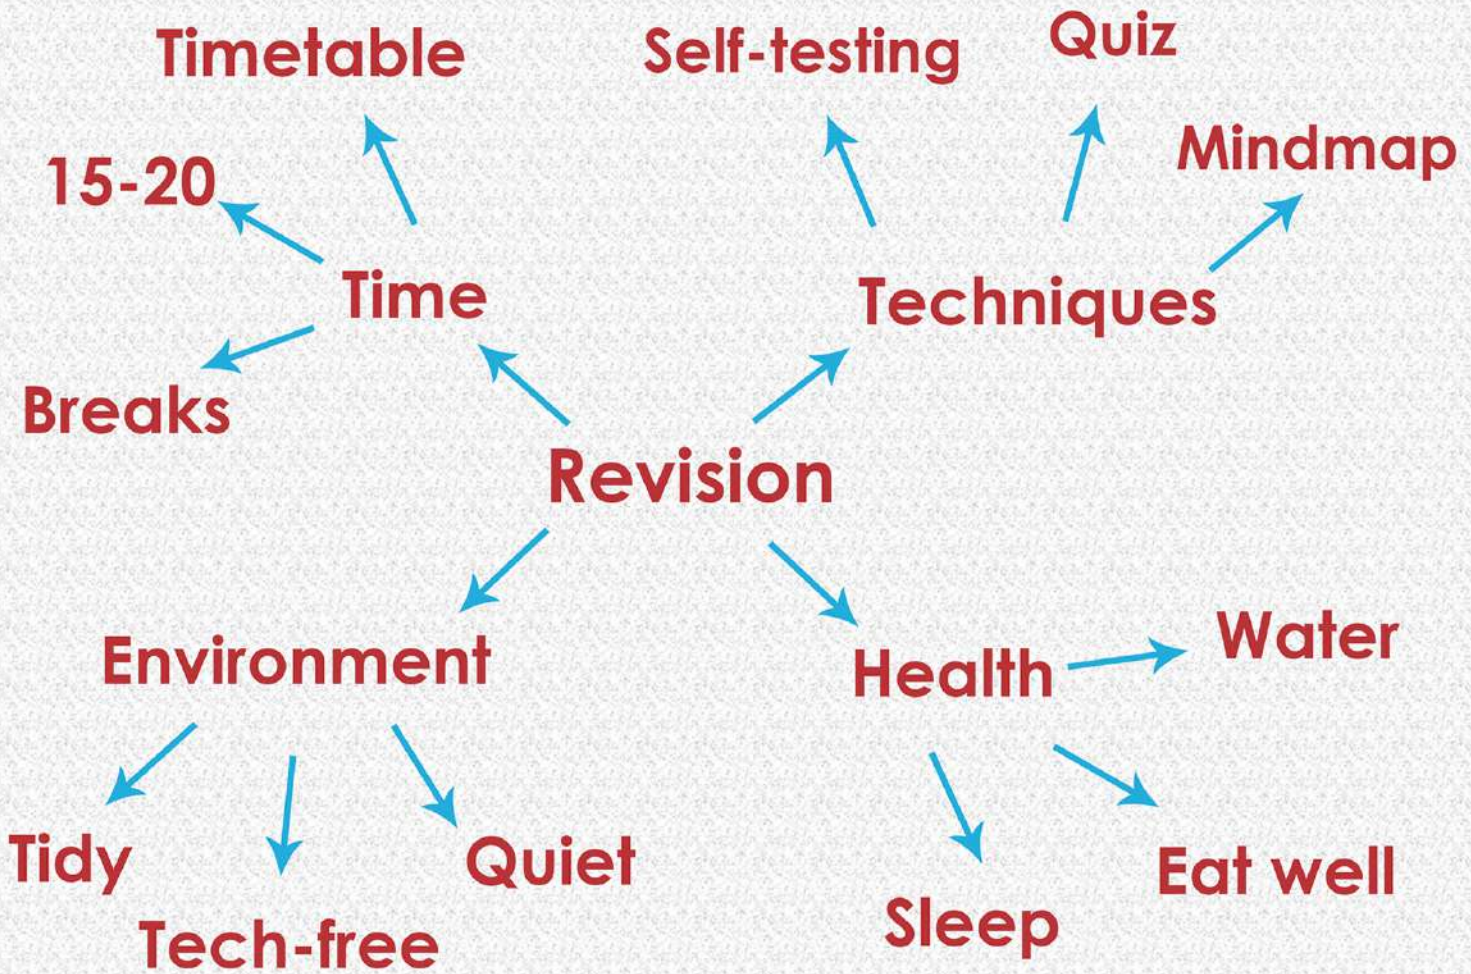 Timetable
Self-testing
Quiz
15-20
Mindmap
Time
Techniques
Breaks
Revision
Environment
Health
Water
Tidy
Quiet
Eat well
Tech-free
Sleep